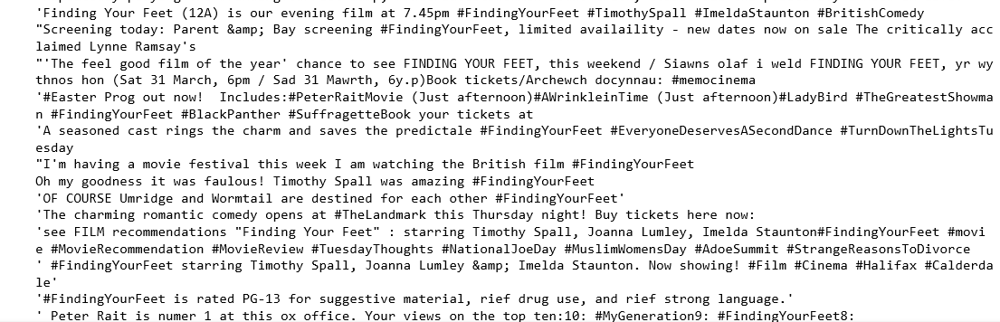 'Finding Your Feet (12A) is our evening film at 7.45pm #FindingYourFeet #TimothySpall #ImeldaStaunton #BritishComedy
"Screening today: Parent &amp; Bay screening #FindingYourFeet, limited availaility - new dates now on sale The critically acc
laimed Lynne Ramsay's
"'The feel good film of the year' chance to see FINDING YOUR FEET, this weekend / Siawns olaf i weld FINDING YOUR FEET, yr wy
thnos hon (Sat 31 March, 6pm / Sad 31 Mawrth, 6y.p)Book tickets/Archewch docynnau: #memocinema
'#Easter Prog out now!  Includes:#PeterRaitMovie (Just afternoon)#AWrinkleinTime (Just afternoon)#LadyBird #TheGreatestShowma
n #FindingYourFeet #BlackPanther #SuffragetteBook your tickets at
'A seasoned cast rings the charm and saves the predictale #FindingYourFeet #EveryoneDeservesASecondDance #TurnDownTheLightsTu
esday
"I'm having a movie festival this week I am watching the British film #FindingYourFeet
Oh my goodness it was faulous! Timothy Spall was amazing #FindingYourFeet
'OF COURSE Umridge and Wormtail are destined for each other #FindingYourFeet'
'The charming romantic comedy opens at #TheLandmark this Thursday night! Buy tickets here now:
'see FILM recommendations "Finding Your Feet" : starring Timothy Spall, Joanna Lumley, Imelda Staunton#FindingYourFeet #movi
e #MovieRecommendation #MovieReview #TuesdayThoughts #NationalJoeDay #MuslimWomensDay #AdoeSummit #StrangeReasonsToDivorce
' #FindingYourFeet starring Timothy Spall, Joanna Lumley &amp; Imelda Staunton. Now showing! #Film #Cinema #Halifax #Calderda
le'
'#FindingYourFeet is rated PG-13 for suggestive material, rief drug use, and rief strong language.'
' Peter Rait is numer 1 at this ox office. Your views on the top ten:10: #MyGeneration9: #FindingYourFeet8: